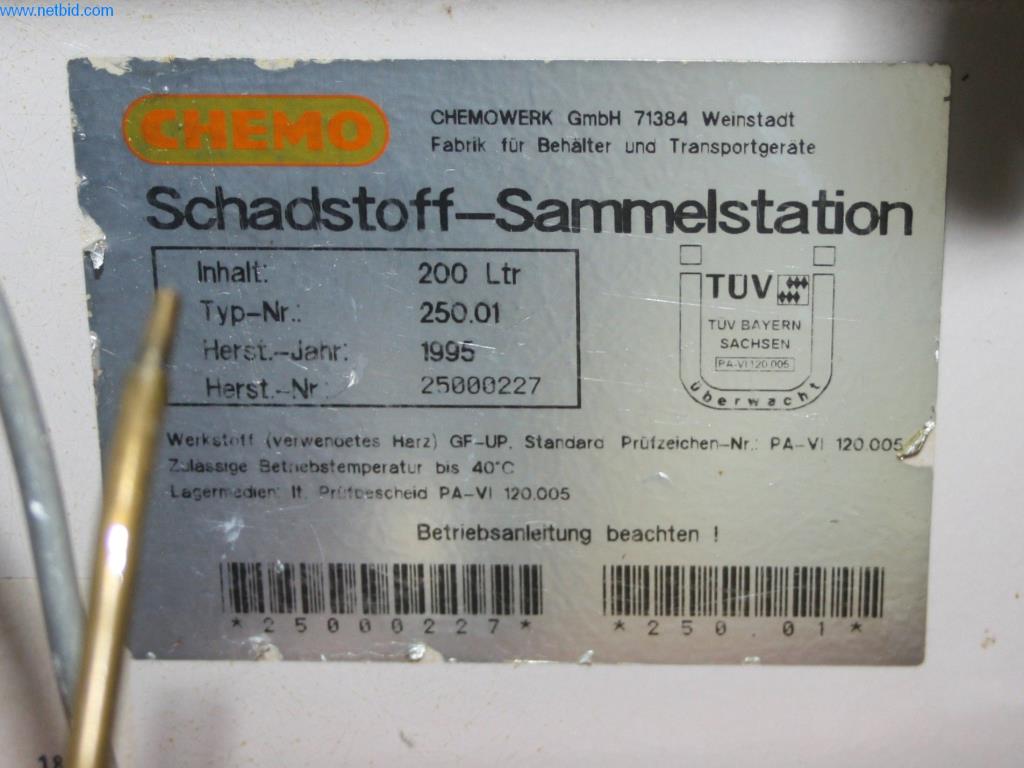 www.netbid.com
CHEMO
CHEMOWERK GmbH 71384 Weinstadt
Fabrik für Behälter und Transportgeräte
Schadstoff-Sammelstation
Inhalt: 200 Ltr
Typ-Nr.: 250.01
Herst.-Jahr: 1995
Herst.-Nr 25000227
TÜV
TÜV BAYERN
SACHSEN
PA-VI 120.005
überwacht
Werkstoff (verwendetes Harz) GF-UP, Standard Prüfzeichen-Nr.: PA-VI 120.005
Zulässige Betriebstemperatur bis 40°C
Lagermedien: lt. Prüfbescheid PA-VI 120.005
Betriebsanleitung beachten !
*25000227* *250.01*
18